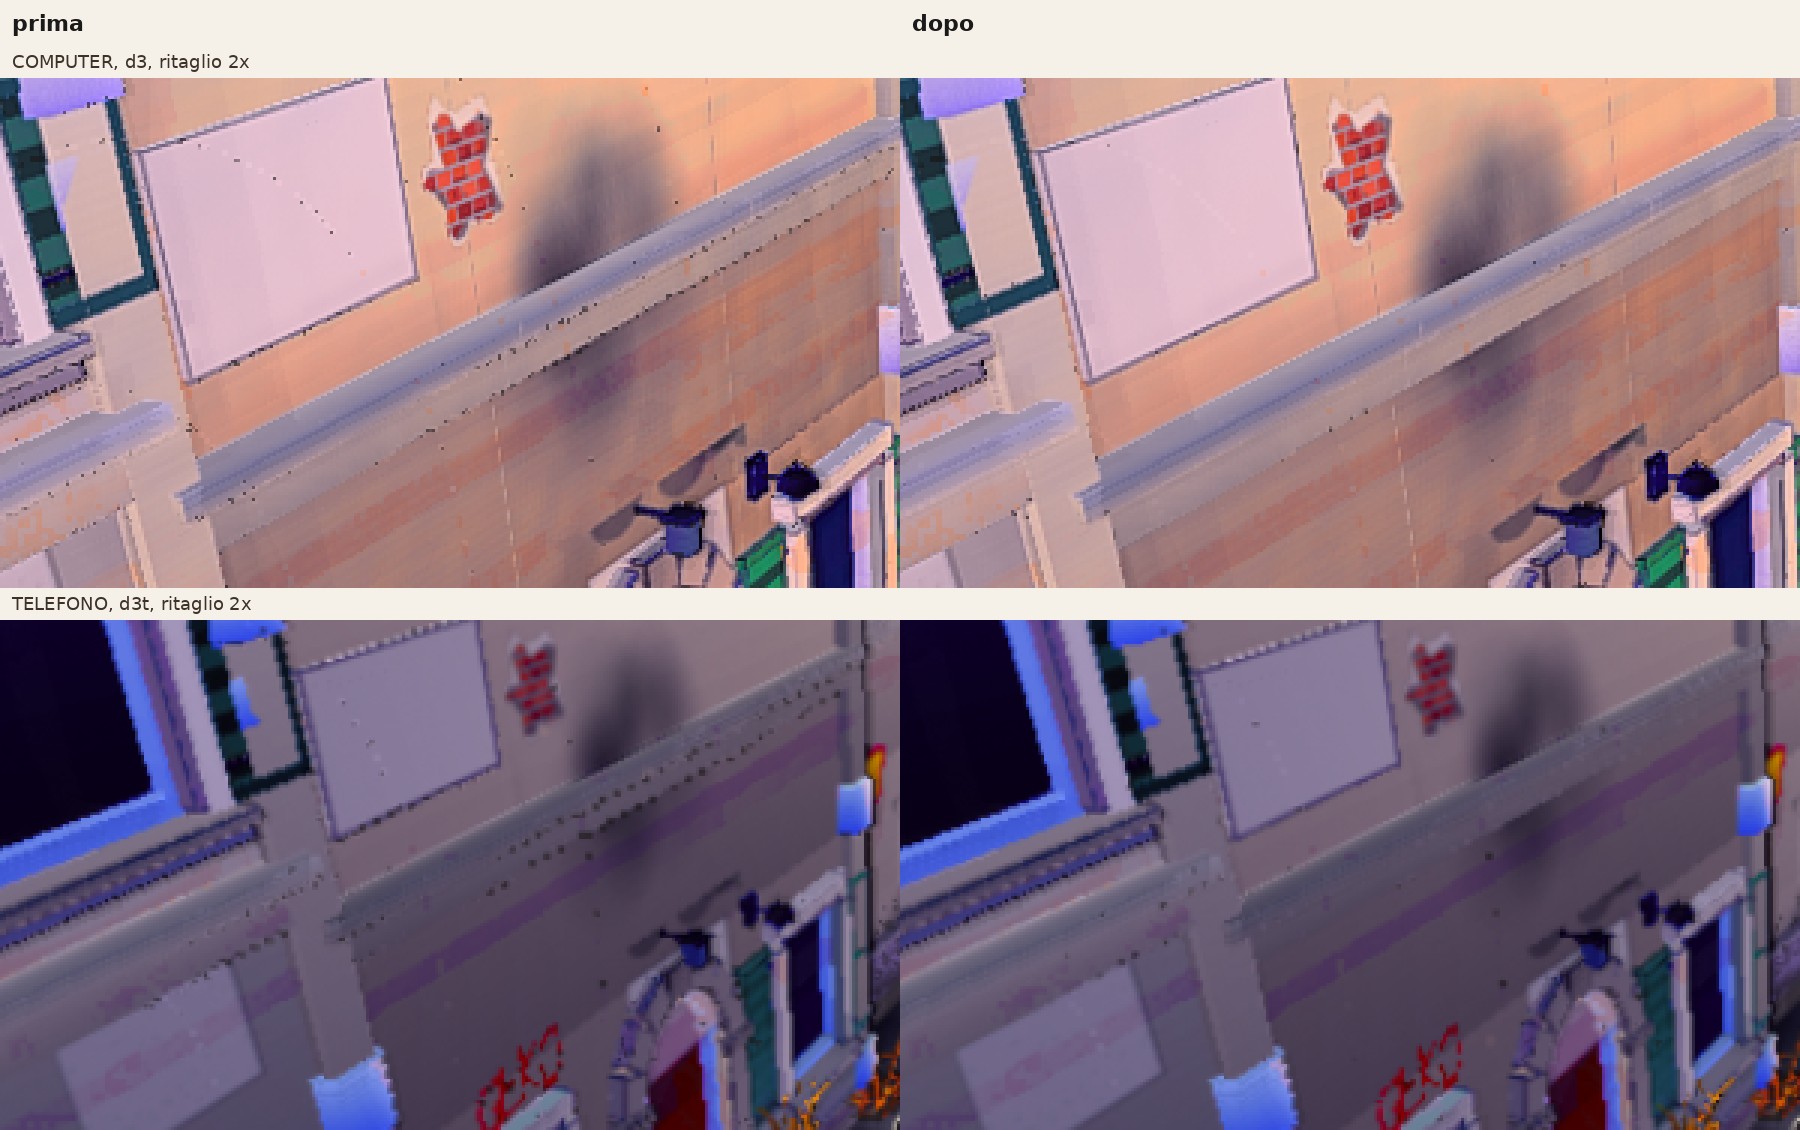 prima
dopo
COMPUTER, d3, ritaglio 2x
TELEFONO, d3t, ritaglio 2x